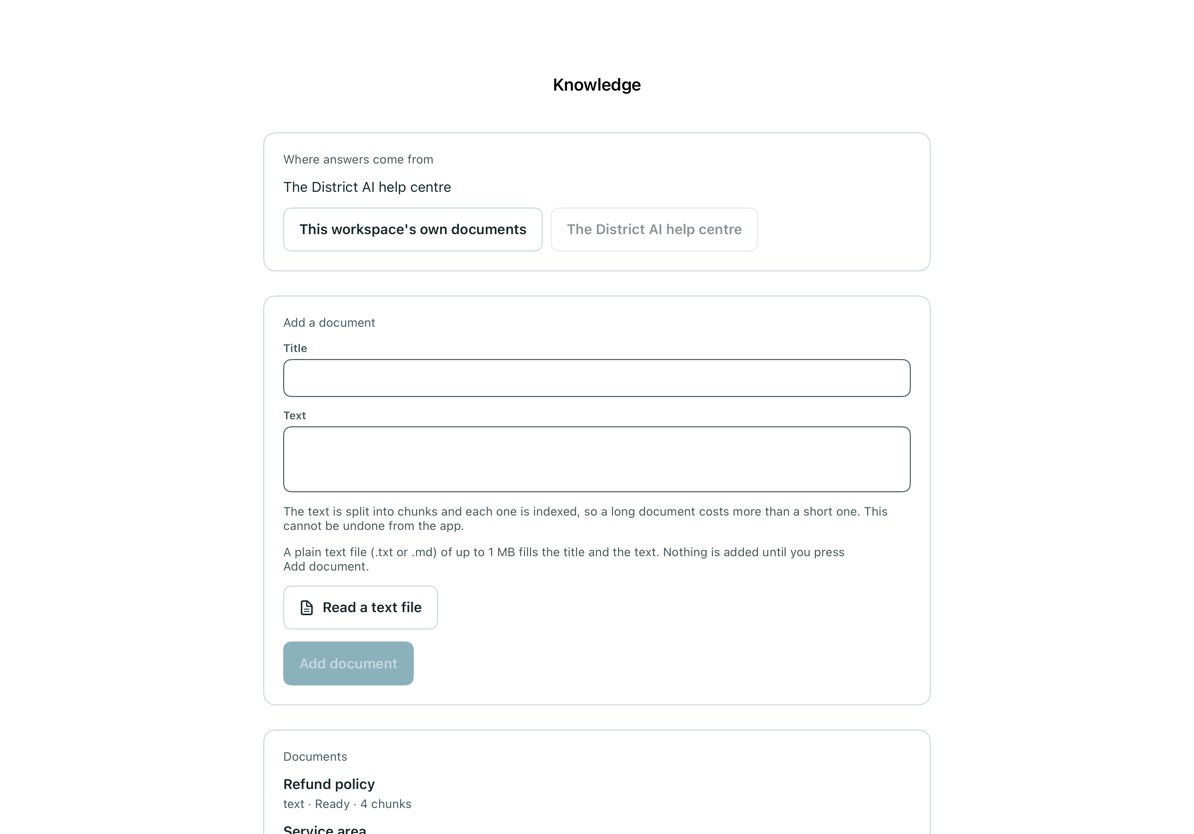 Knowledge
Where answers come from
The District AI help centre
This workspace's own documents
The District AI help centre
Add a document
Title
Text
The text is split into chunks and each one is indexed, so a long document costs more than a short one. This
cannot be undone from the app.
A plain text file (.txt or .md) of up to 1 MB fills the title and the text. Nothing is added until you press
Add document.
Read a text file
Add document
Documents
Refund policy
text · Ready · 4 chunks
Service area